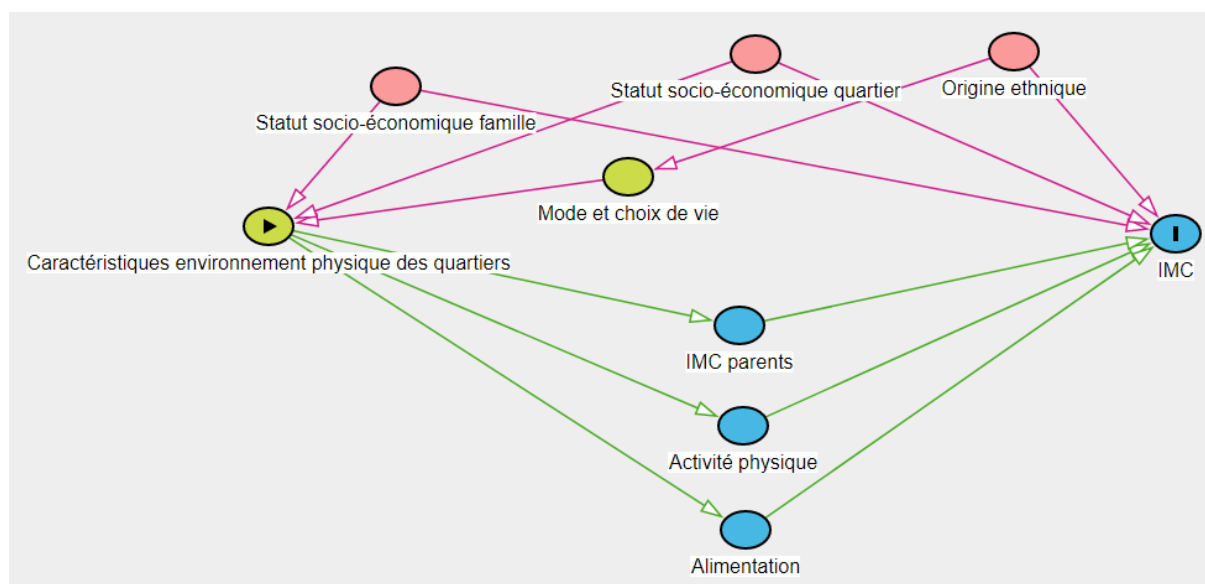 Statut socio-économique quartier
Origine ethnique
Statut socio-économique famille
Mode et choix de vie
Caractéristiques environnement physique des quartiers
IMC
IMC parents
Activité physique
Alimentation